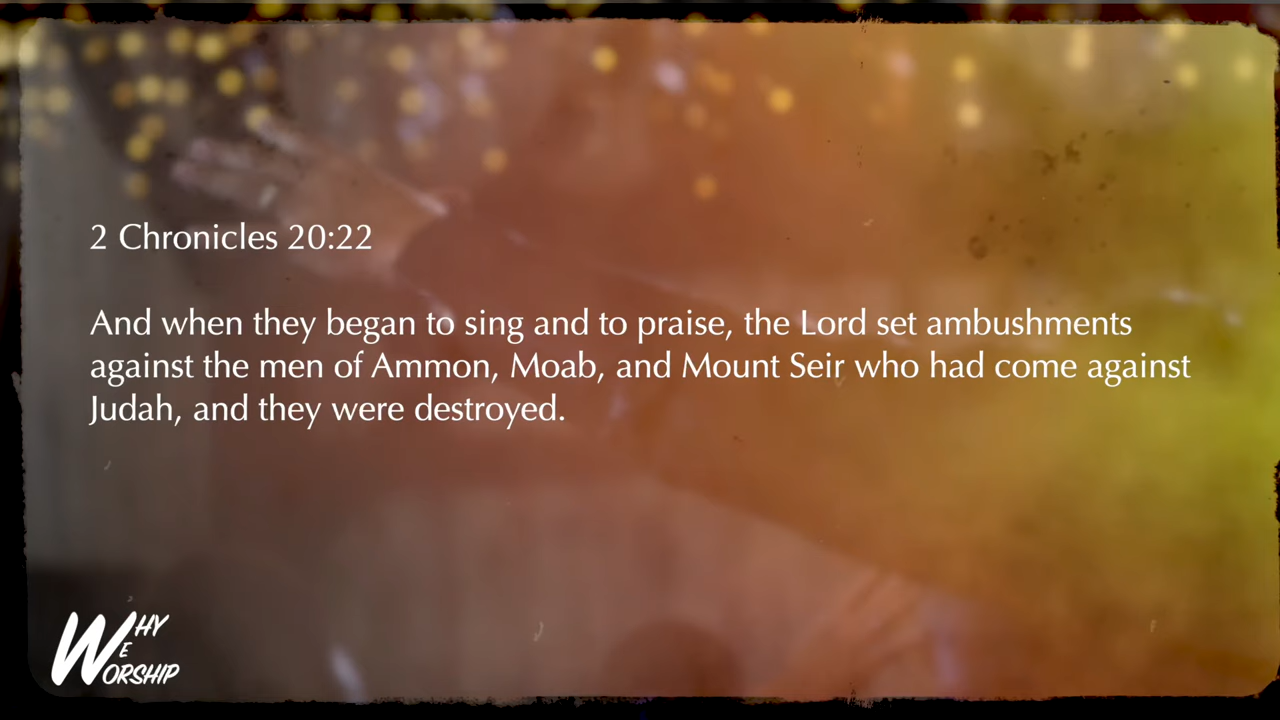 2 Chronicles 20:22
And when they began to sing and to praise, the Lord set ambushments
against the men of Ammon, Moab, and Mount Seir who had come against
Judah, and they were destroyed.
WHY
WE
WORSHIP